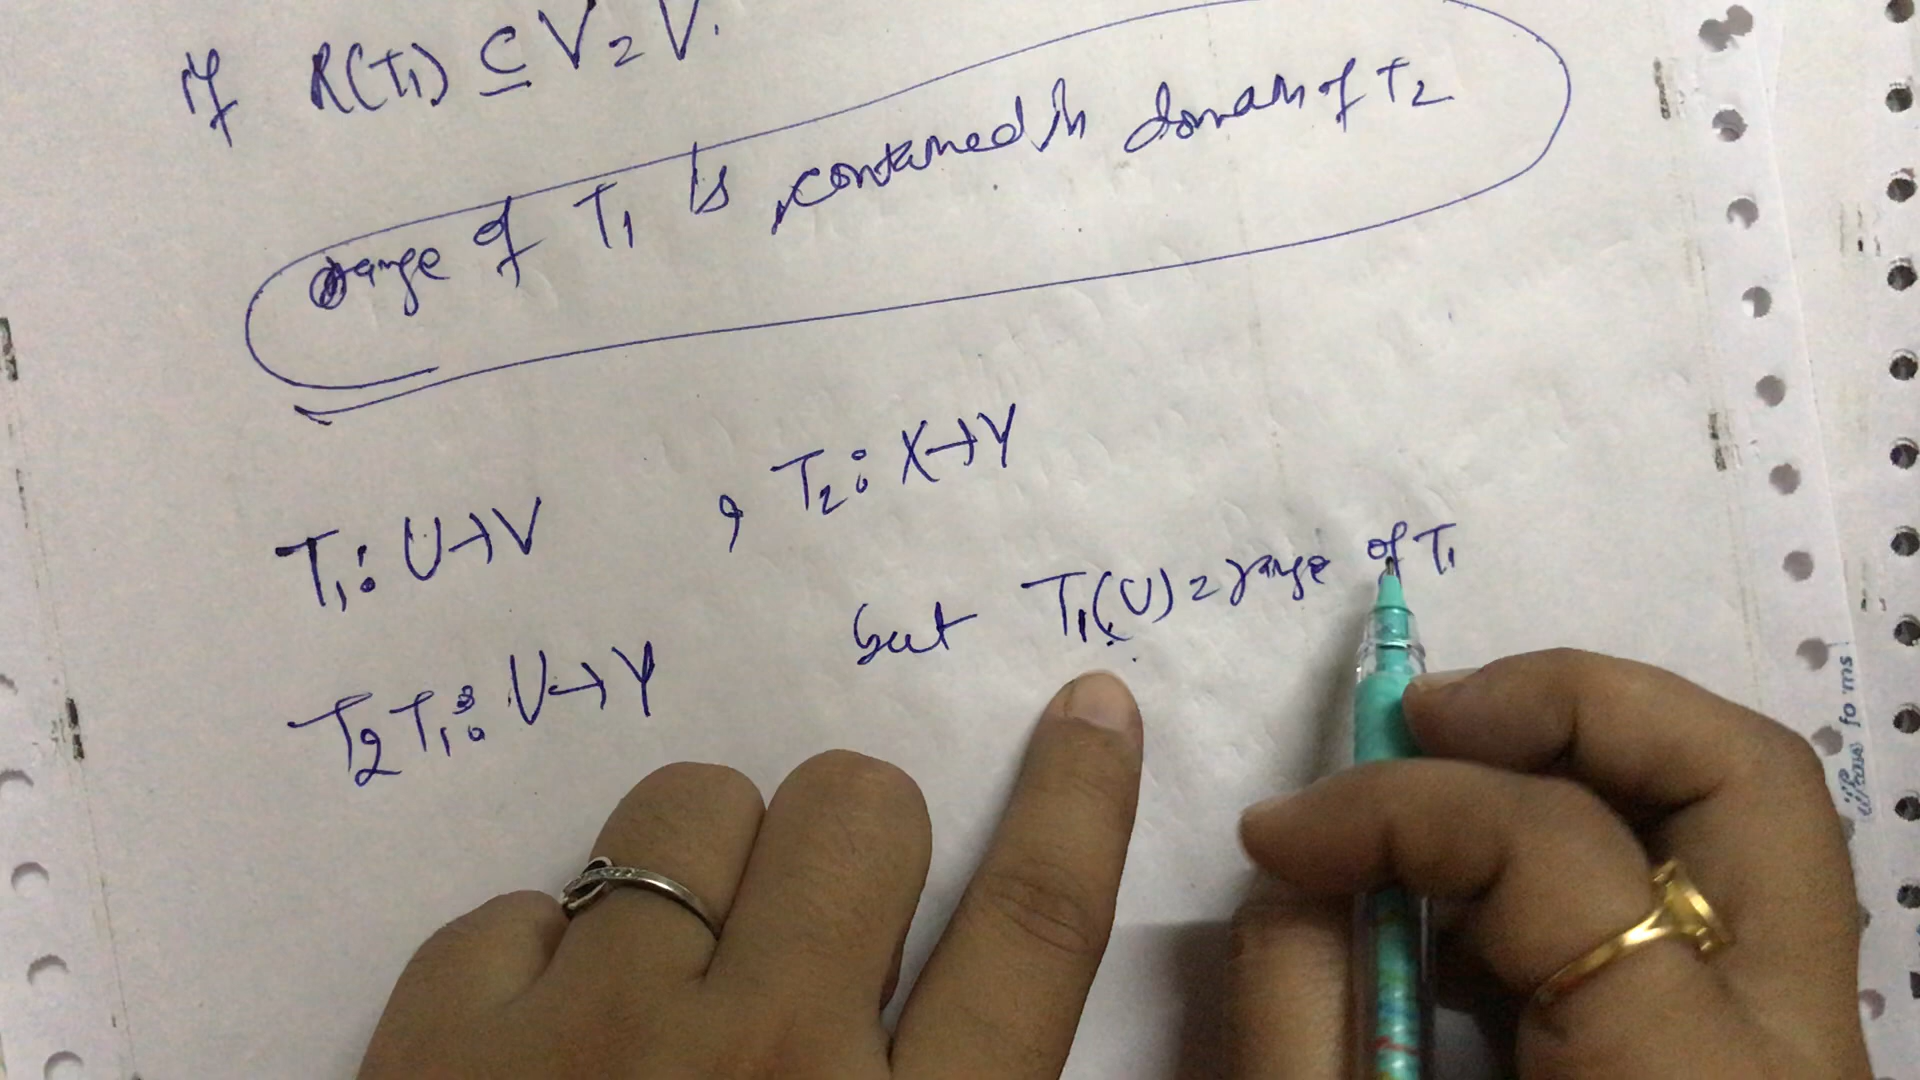 if R(T1) ⊆ V = V.
range of T1 is contained in domain of T2
T1: U→V , T2: X→Y
but T1(U) = range of T1
T2T1: U→Y